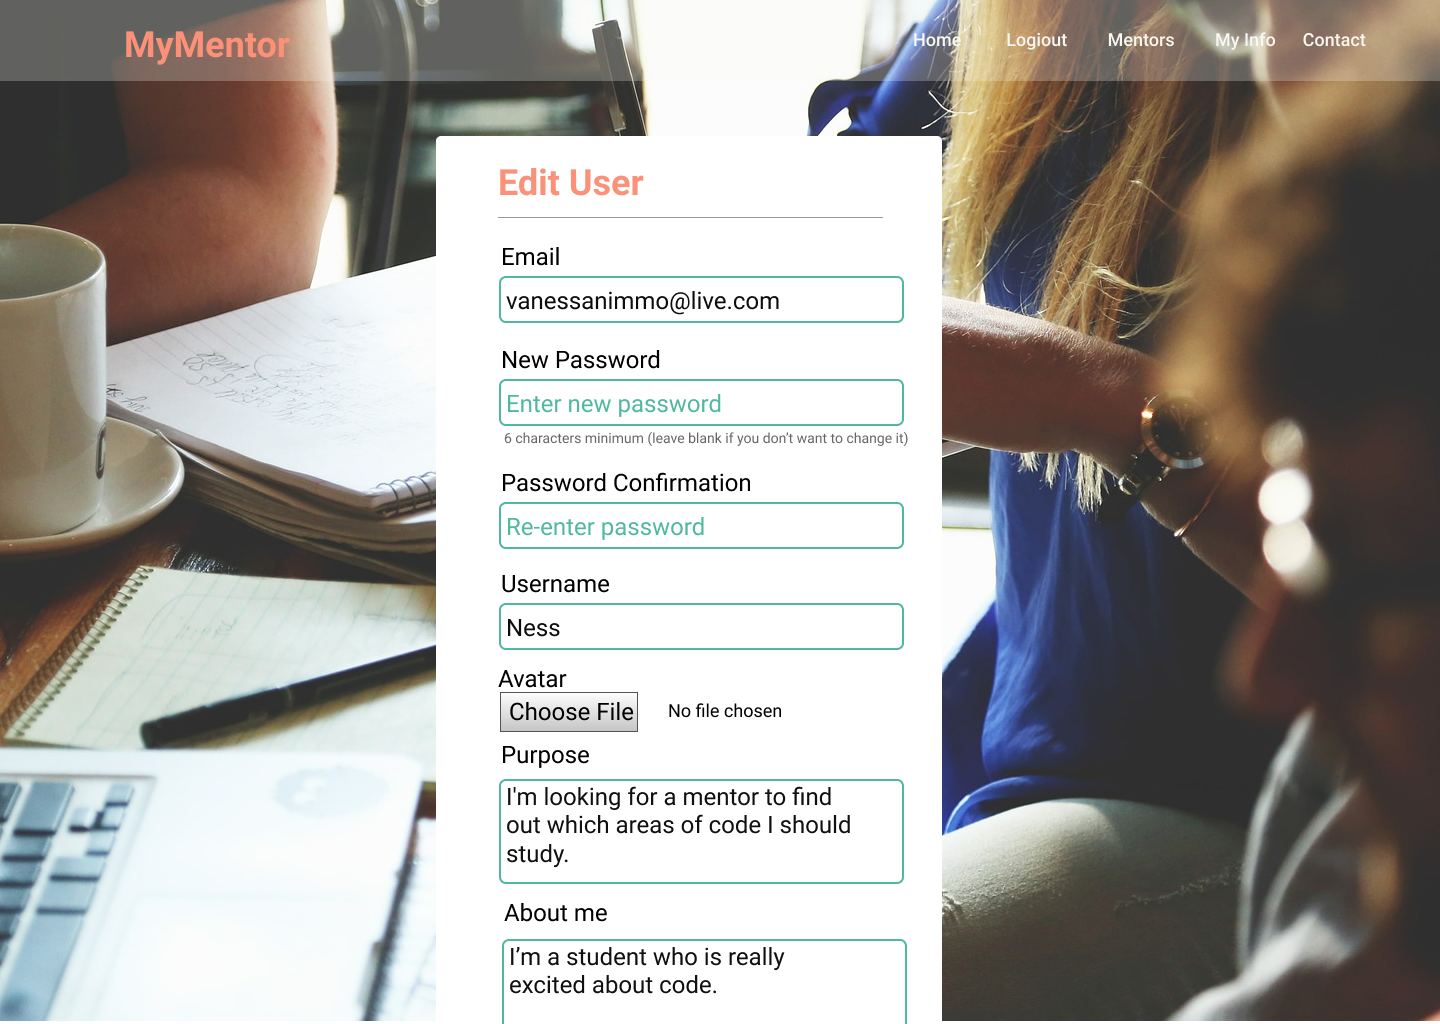 MyMentor
Home Logiout Mentors My Info Contact
Edit User
Email
vanessanimmo@live.com
New Password
Enter new password
6 characters minimum (leave blank if you don’t want to change it)
Password Confirmation
Re-enter password
Username
Ness
Avatar
Choose File No file chosen
Purpose
I'm looking for a mentor to find
out which areas of code I should
study.
About me
I’m a student who is really
excited about code.